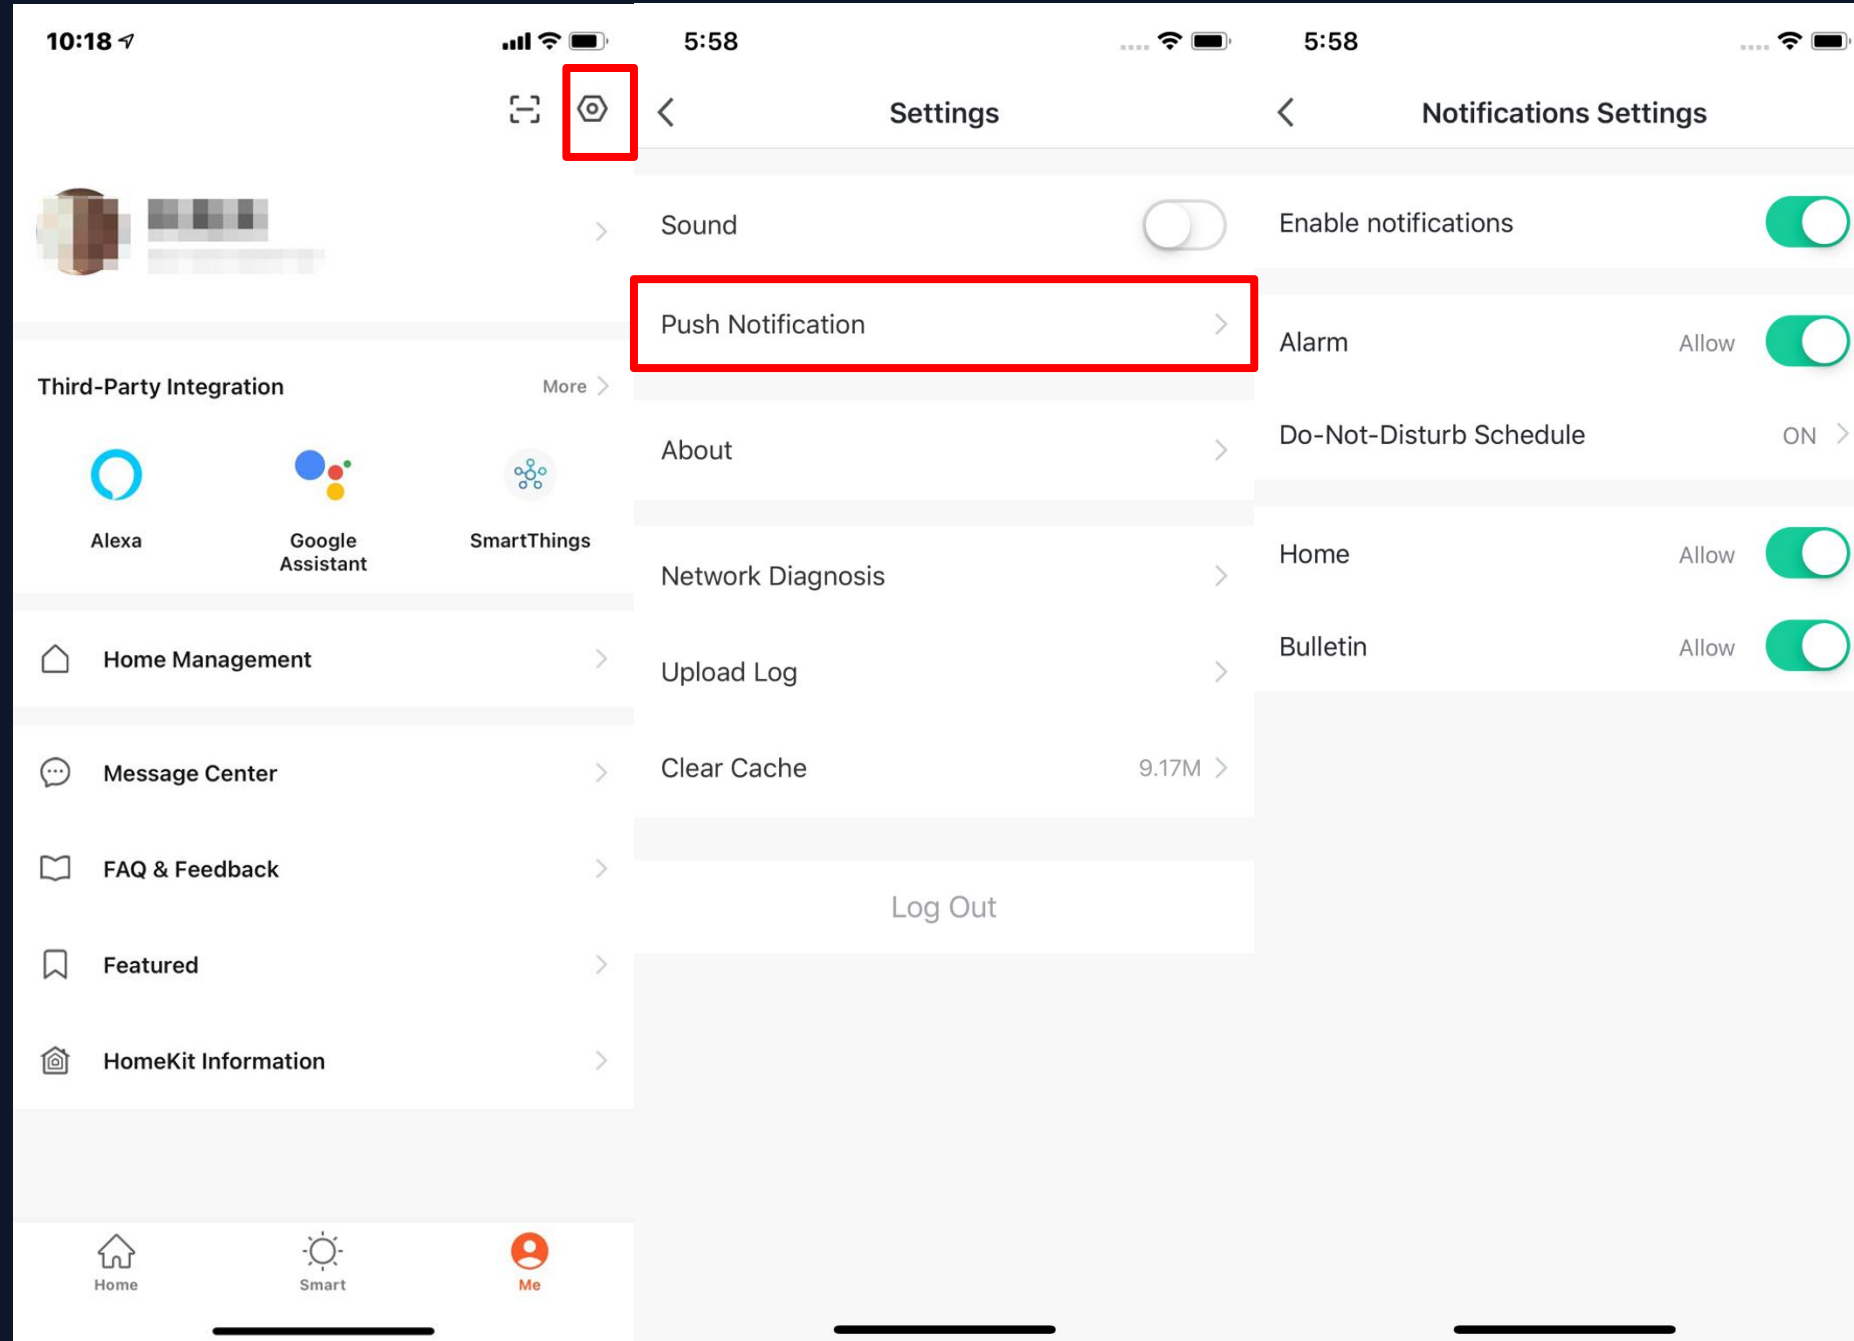 10:18
Third-Party Integration
More
Alexa
Google
Assistant
SmartThings
Home Management
Message Center
FAQ & Feedback
Featured
HomeKit Information
Home
Smart
Me
5:58
Settings
Sound
Push Notification
About
Network Diagnosis
Upload Log
Clear Cache 9.17M
Log Out
5:58
Notifications Settings
Enable notifications
Alarm Allow
Do-Not-Disturb Schedule ON
Home Allow
Bulletin Allow